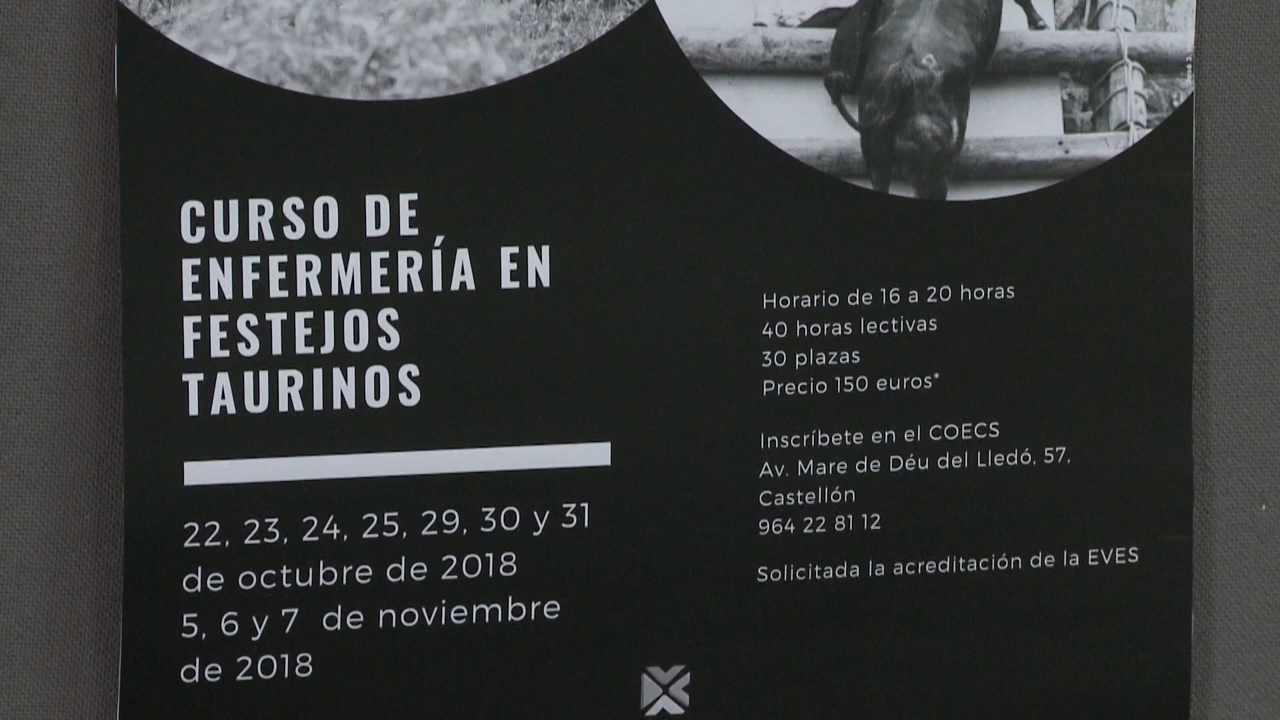 CURSO DE
ENFERMERÍA EN
FESTEJOS
TAURINOS
22, 23, 24, 25, 29, 30 y 31
de octubre de 2018
5, 6 y 7 de noviembre
de 2018
Horario de 16 a 20 horas
40 horas lectivas
30 plazas
Precio 150 euros*
Inscríbete en el COECS
Av. Mare de Déu del Lledó, 57,
Castellón
964 22 81 12
Solicitada la acreditación de la EVES